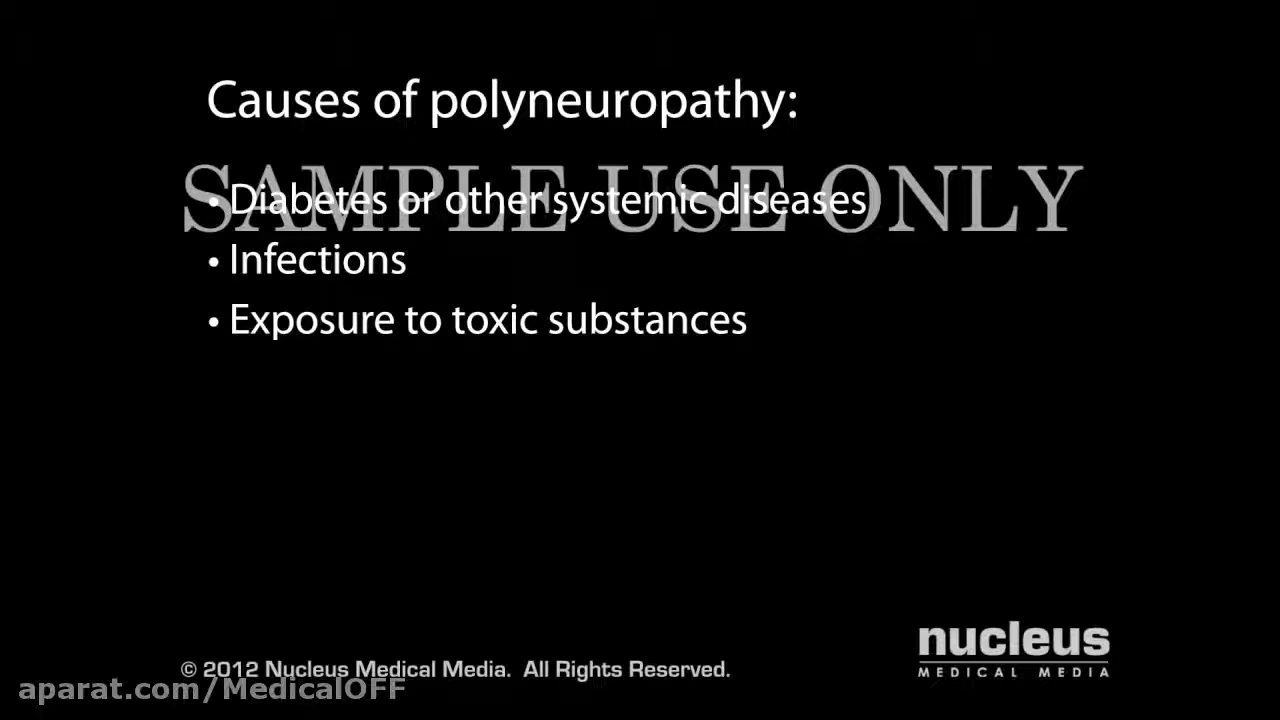 Causes of polyneuropathy:
SAMPLE USE ONLY
• Diabetes or other systemic diseases
• Infections
• Exposure to toxic substances
nucleus
MEDICAL MEDIA
© 2012 Nucleus Medical Media. All Rights Reserved.
aparat.com/MedicalOFF